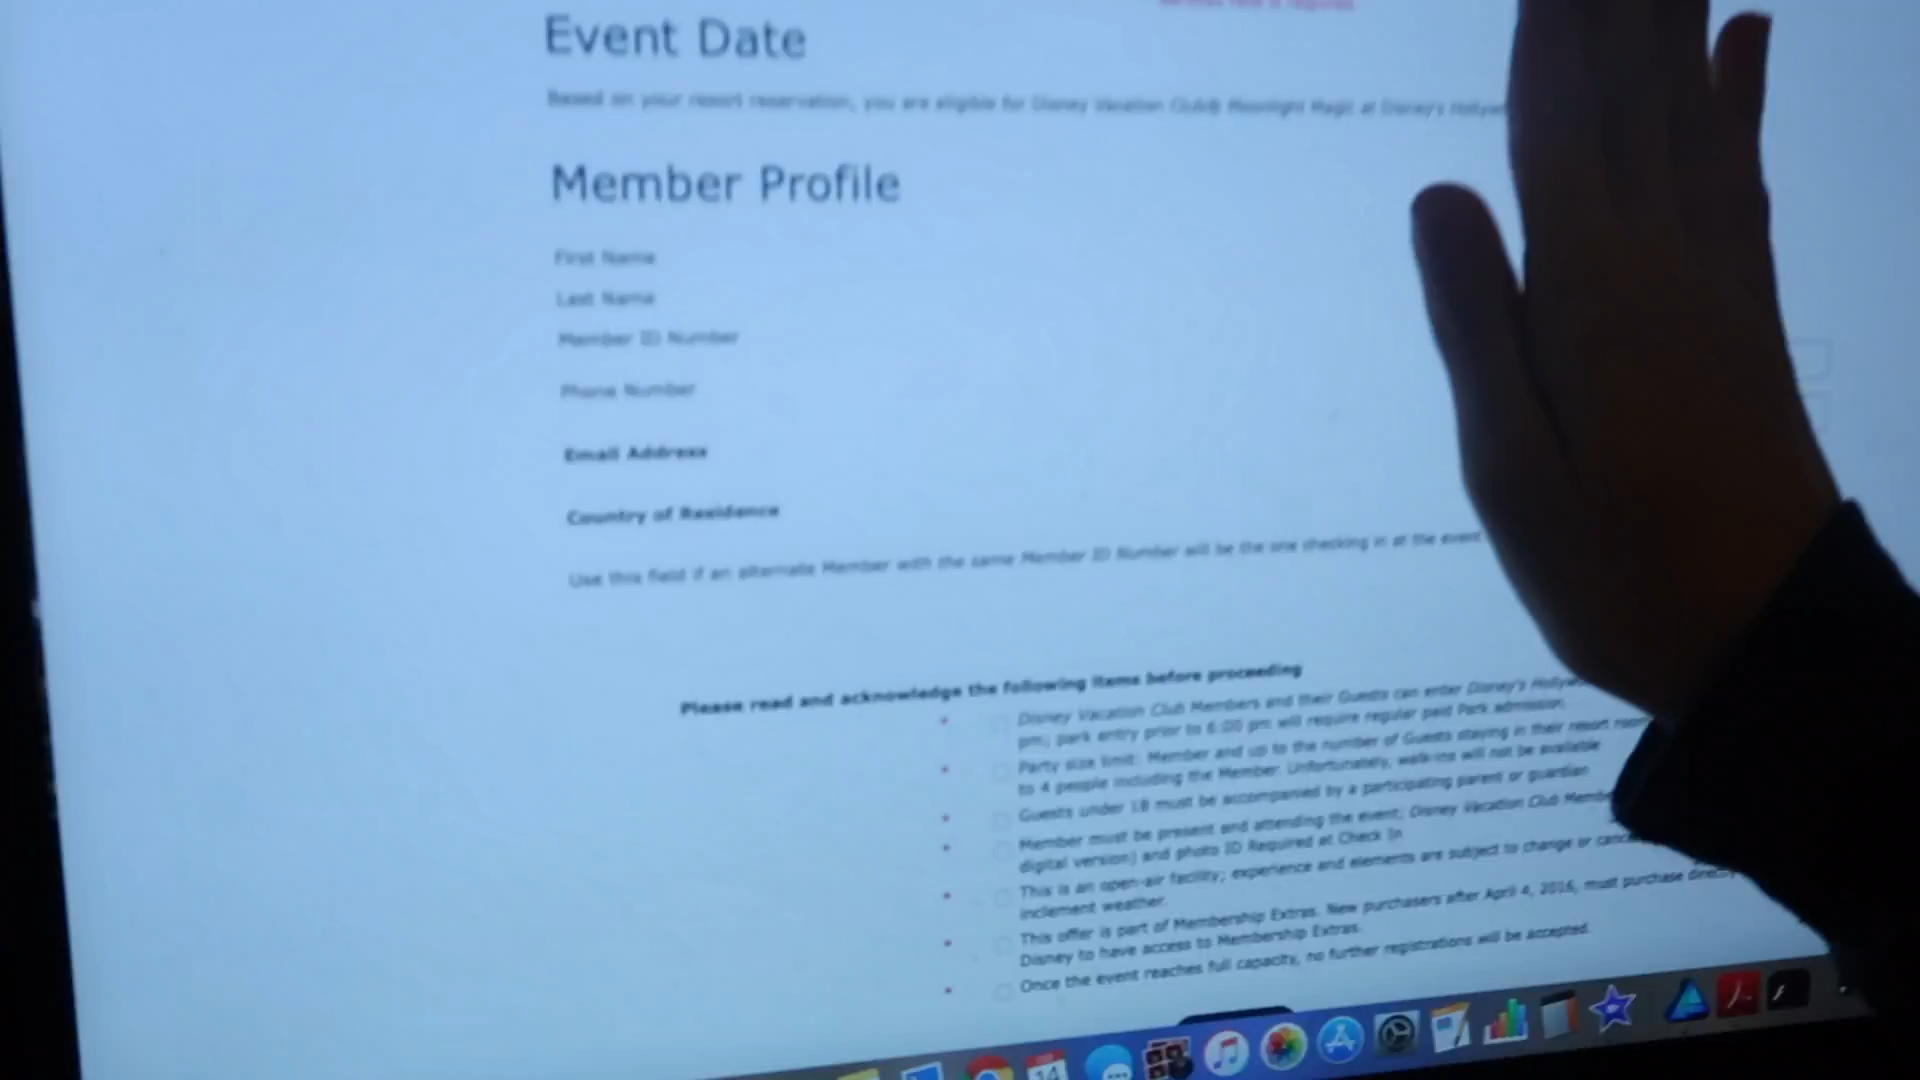 Event Date
Based on your resort reservation, you are eligible for Disney Vacation Club® Moonlight Magic at Disney's Hollyw
Member Profile
First Name
Last Name
Member ID Number
Phone Number
Email Address
Country of Residence
Use this field if an alternate Member with the same Member ID Number will be the one checking in at the event
Please read and acknowledge the following items before proceeding
Disney Vacation Club Members and their Guests can enter Disney's Hollyw
pm; park entry prior to 6:00 pm will require regular paid Park admission.
Party size limit: Member and up to the number of Guests staying in their resort room
to 4 people including the Member. Unfortunately, walk-ins will not be available
Guests under 18 must be accompanied by a participating parent or guardian
Member must be present and attending the event; Disney Vacation Club Membe
digital version) and photo ID Required at Check In
This is an open-air facility; experience and elements are subject to change or cance
inclement weather.
This offer is part of Membership Extras. New purchasers after April 4, 2016, must purchase directly
Disney to have access to Membership Extras.
Once the event reaches full capacity, no further registrations will be accepted.
14